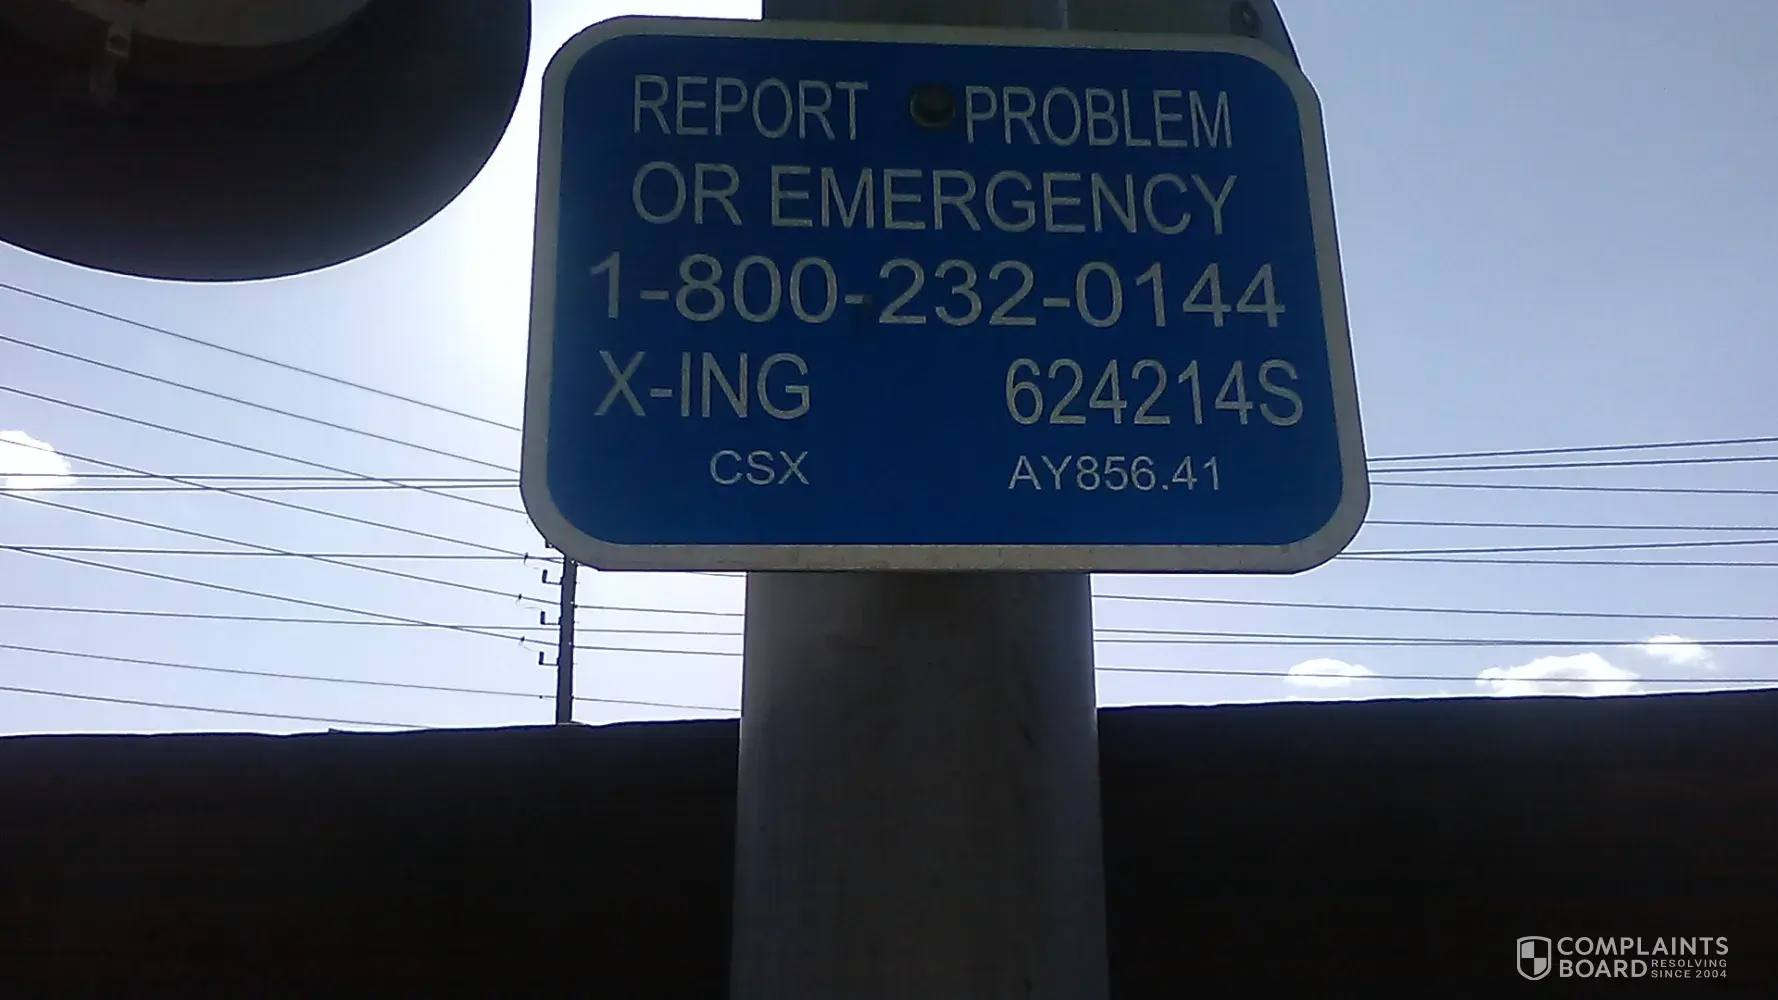 REPORT PROBLEM
OR EMERGENCY
1-800-232-0144
X-ING 624214S
CSX AY856.41
COMPLAINTS
BOARD RESOLVING
SINCE 2004